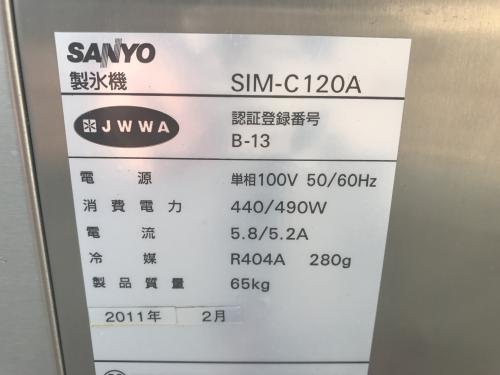 SANYO
製氷機 SIM-C120A
JWWA 認証登録番号
B-13
電源 単相100V 50/60Hz
消費電力 440/490W
電流 5.8/5.2A
冷媒 R404A 280g
製品質量 65kg
2011年 2月